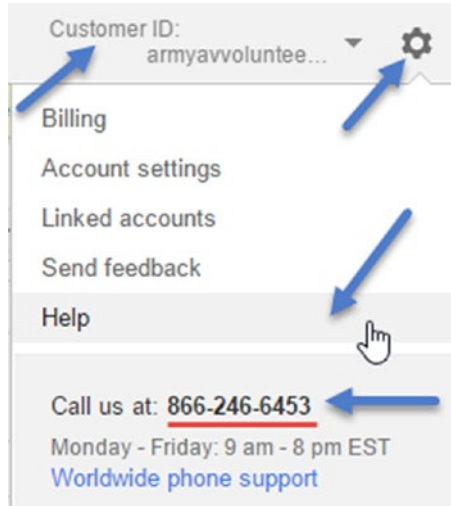 Customer ID:
armyavvoluntee...
Billing
Account settings
Linked accounts
Send feedback
Help
Call us at: 866-246-6453
Monday - Friday: 9 am - 8 pm EST
Worldwide phone support